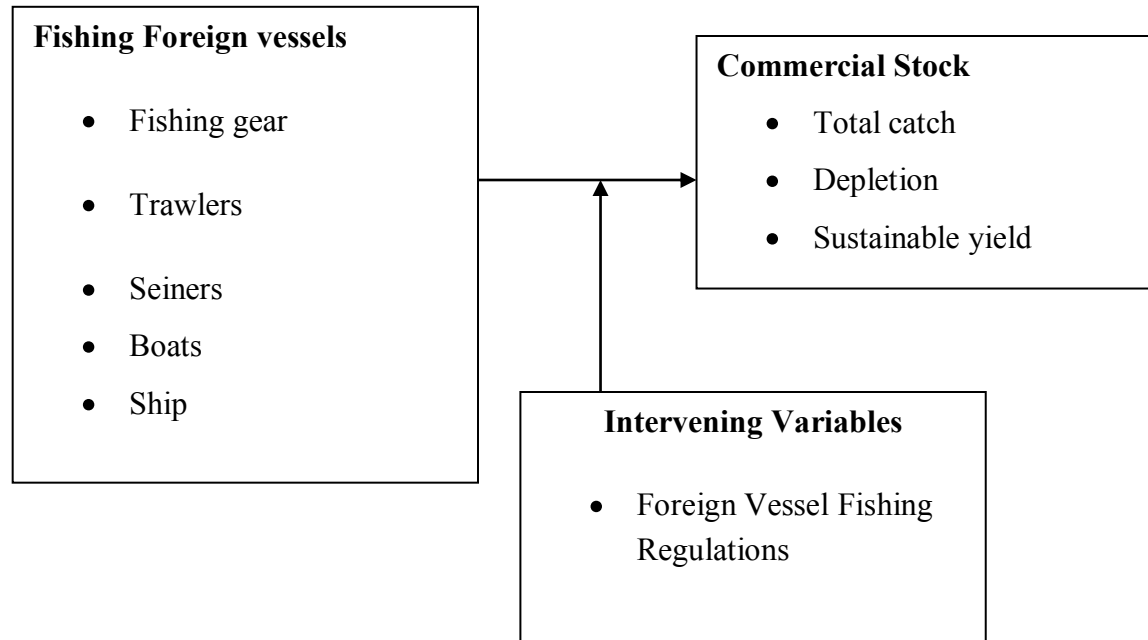 Fishing Foreign vessels
• Fishing gear
• Trawlers
• Seiners
• Boats
• Ship
Commercial Stock
• Total catch
• Depletion
• Sustainable yield
Intervening Variables
• Foreign Vessel Fishing
Regulations